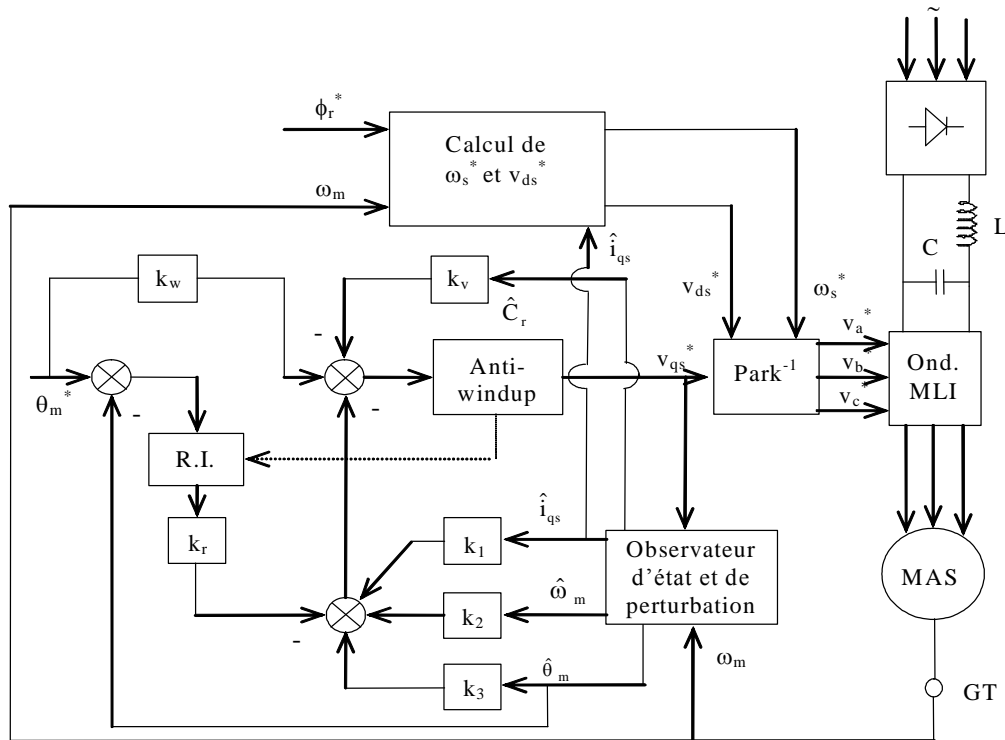 ~
ϕr*
Calcul de
ωs* et vds*
ωm
L
C
îqs
kw
kv
Ĉr
vds*
ωs*
-
va*
θm*
-
-
Anti-
windup
vqs*
Park-1
vb*
vc*
Ond.
MLI
R.I.
kr
îqs
k1
Observateur
d'état et de
perturbation
MAS
ω̂m
k2
-
θ̂m
k3
ωm
GT